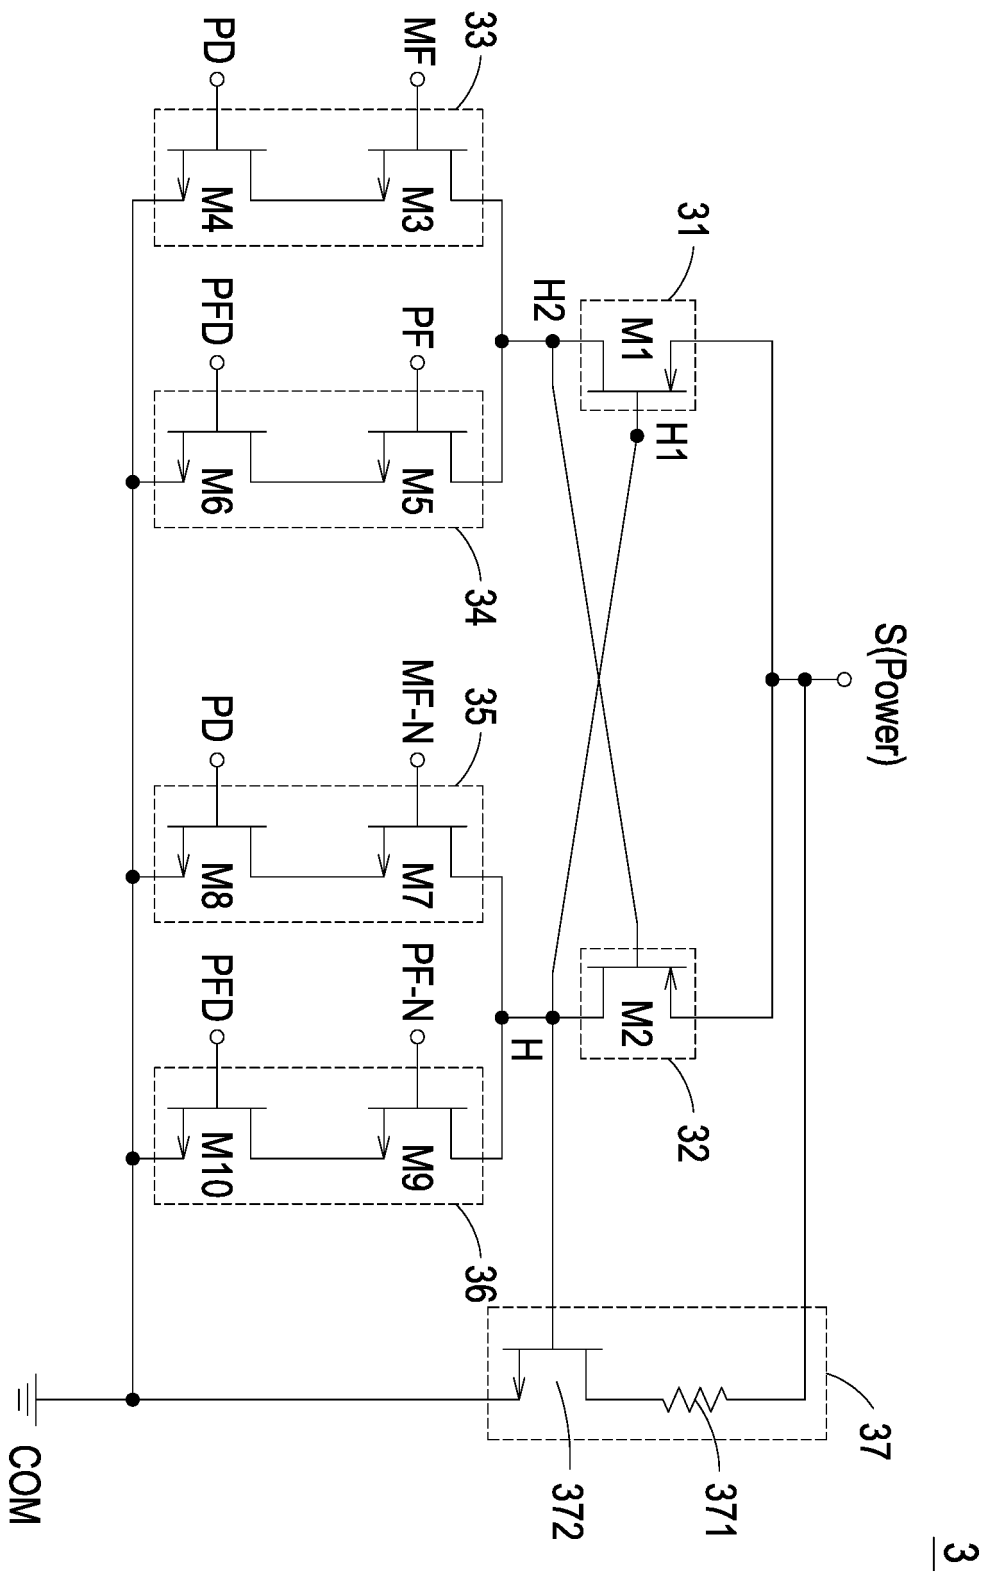 3
S(Power)
37
371
31
32
H1
M1
M2
372
H2
H
33
34
35
36
MF
M3
PF
M5
MF-N
M7
PF-N
M9
PD
M4
PFD
M6
PD
M8
PFD
M10
COM